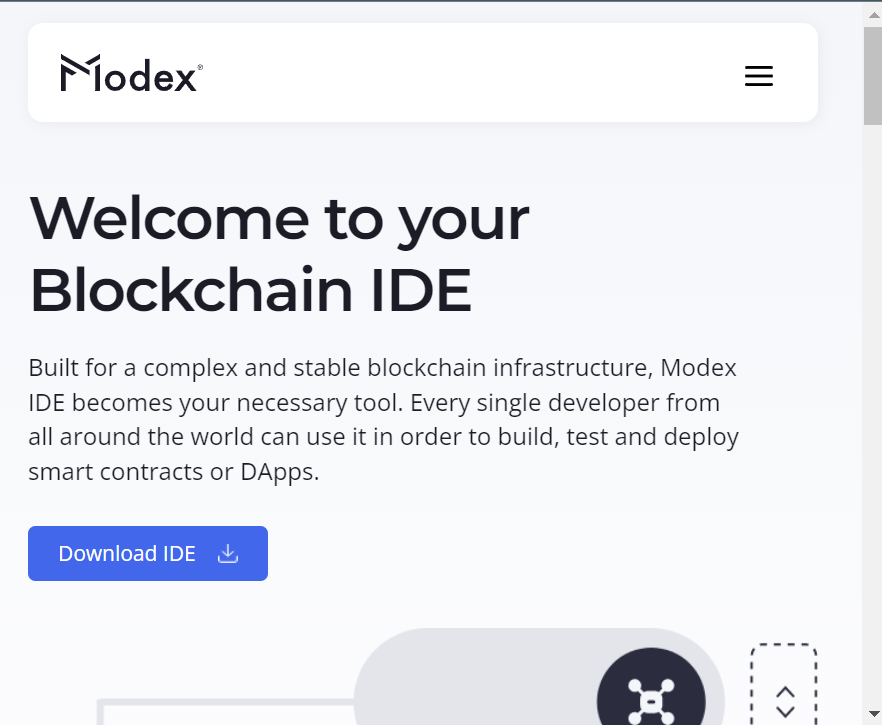 Modex®
Welcome to your
Blockchain IDE
Built for a complex and stable blockchain infrastructure, Modex
IDE becomes your necessary tool. Every single developer from
all around the world can use it in order to build, test and deploy
smart contracts or DApps.
Download IDE